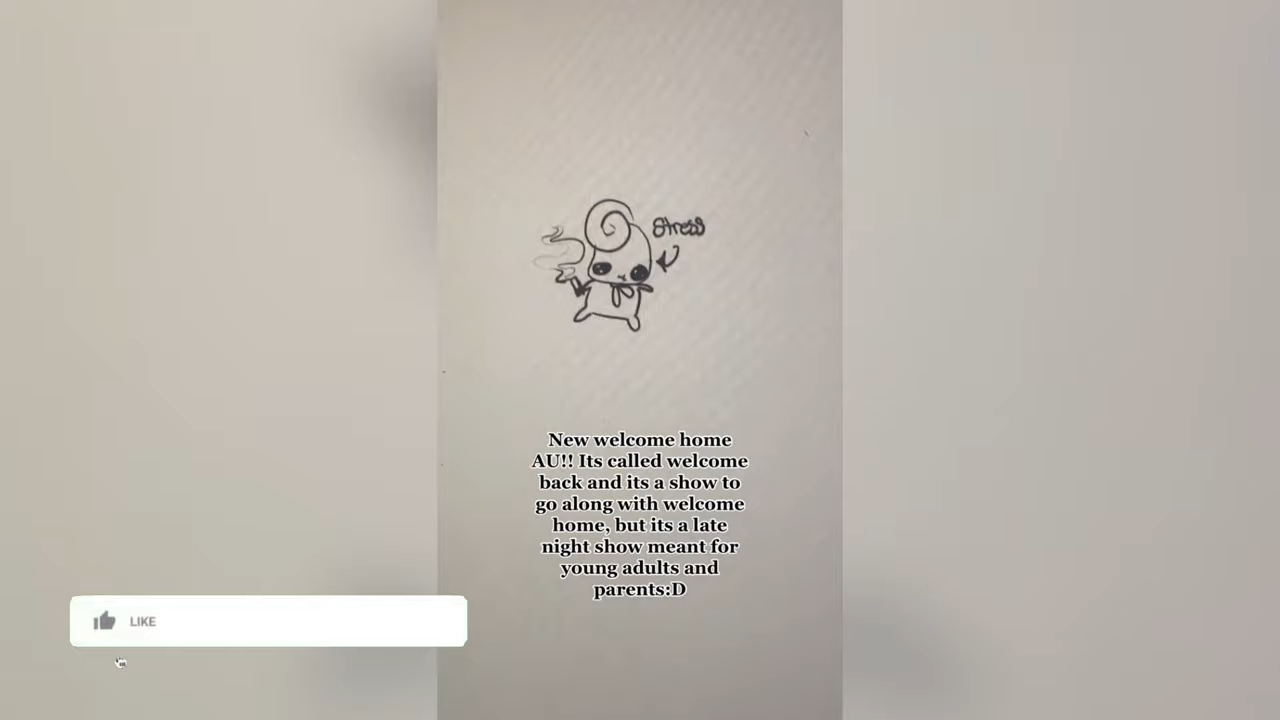 Stress
New welcome home
AU!! Its called welcome
back and its a show to
go along with welcome
home, but its a late
night show meant for
young adults and
parents:D
LIKE